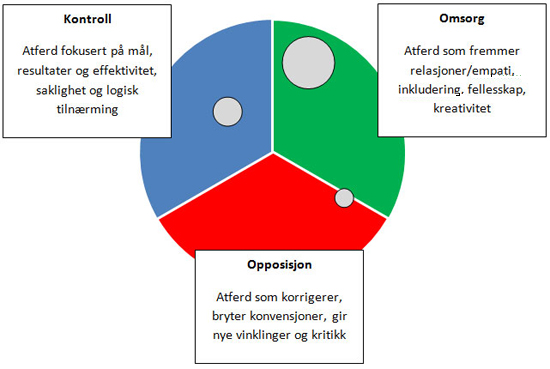 Kontroll
Atferd fokusert på mål,
resultater og effektivitet,
saklighet og logisk
tilnærming
Omsorg
Atferd som fremmer
relasjoner/empati,
inkludering, fellesskap,
kreativitet
Opposisjon
Atferd som korrigerer,
bryter konvensjoner, gir
nye vinklinger og kritikk